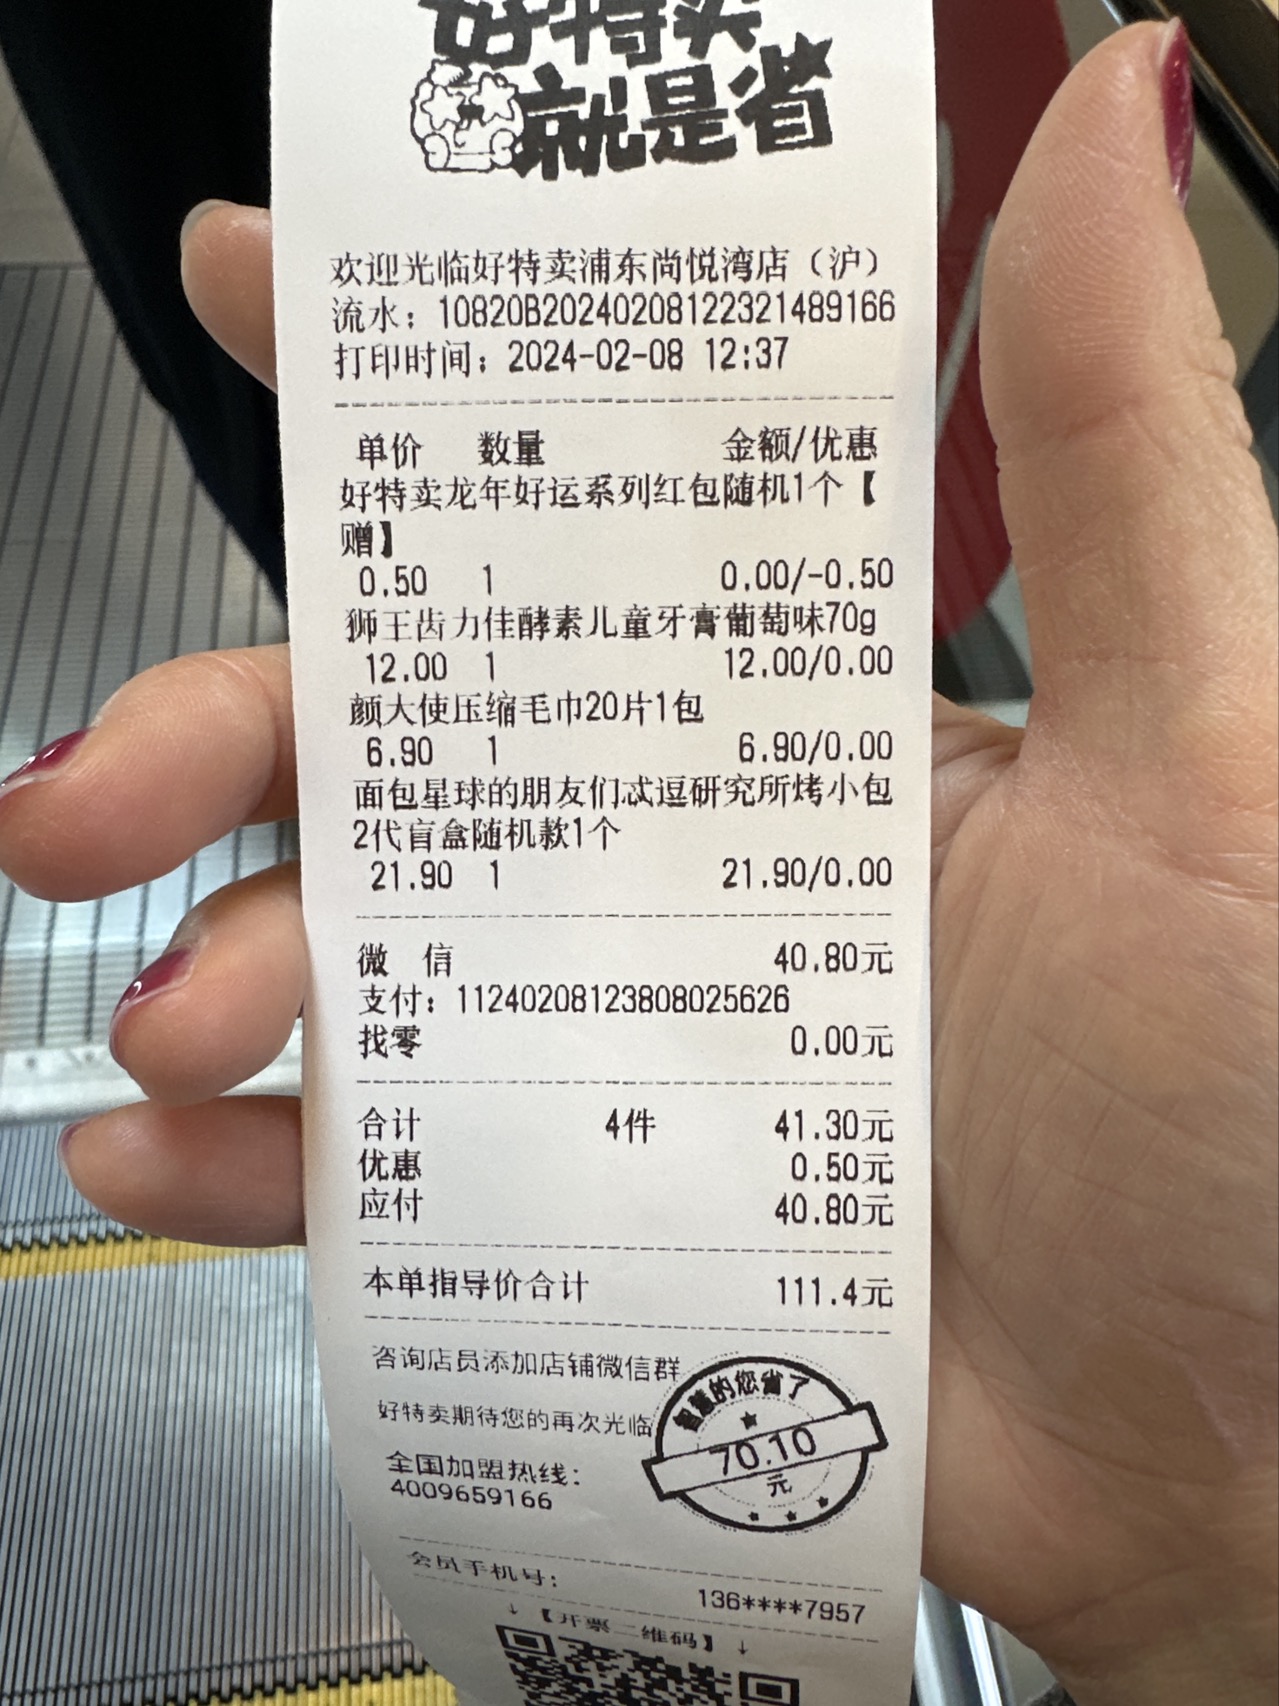 好特卖
就是省
欢迎光临好特卖浦东尚悦湾店（沪）
流水：10820B20240208122321489166
打印时间：2024-02-08 12:37
单价 数量 金额/优惠
好特卖龙年好运系列红包随机1个【
赠】
0.50 1 0.00/-0.50
狮王齿力佳酵素儿童牙膏葡萄味70g
12.00 1 12.00/0.00
颜大使压缩毛巾20片1包
6.90 1 6.90/0.00
面包星球的朋友们忒逗研究所烤小包
2代盲盒随机款1个
21.90 1 21.90/0.00
微 信 40.80元
支付：11240208123808025626
找零 0.00元
合计 4件 41.30元
优惠 0.50元
应付 40.80元
本单指导价合计 111.4元
咨询店员添加店铺微信群
好特卖期待您的再次光临
全国加盟热线：
4009659166
智慧的您省了
70.10
元
会员手机号：
136****7957
↓【开票二维码】↓